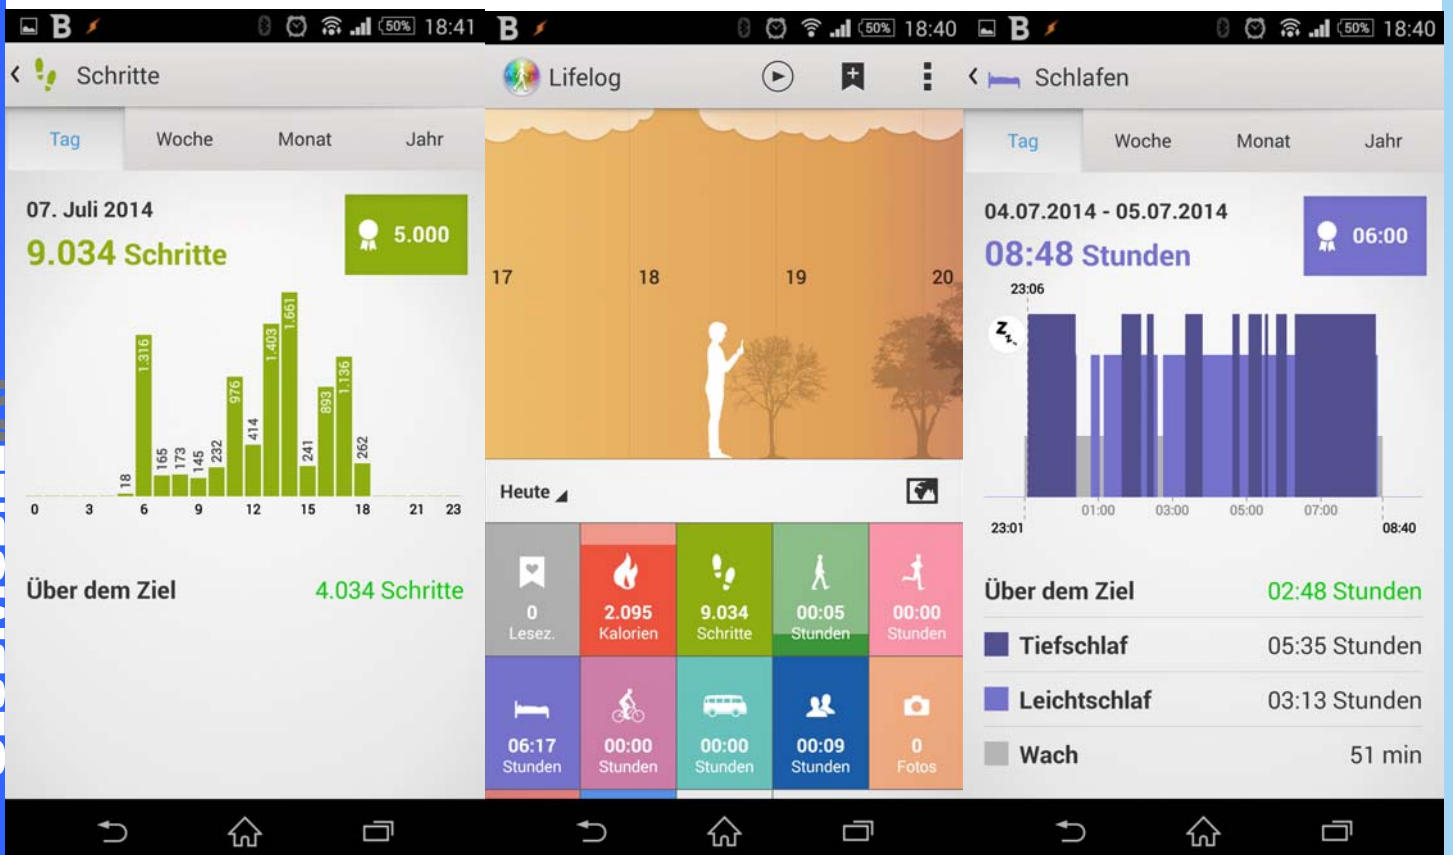 B 50% 18:41
Schritte
Tag Woche Monat Jahr
07. Juli 2014
9.034 Schritte
5.000
18 1.316 165 173 145 232 976 414 1.403 1.661 241 893 1.136 262
0 3 6 9 12 15 18 21 23
Über dem Ziel 4.034 Schritte
B 50% 18:40
Lifelog
17 18 19 20
Heute
0 2.095 9.034 00:05 00:00
Lesez. Kalorien Schritte Stunden Stunden
06:17 00:00 00:00 00:09 0
Stunden Stunden Stunden Stunden Fotos
B 50% 18:40
Schlafen
Tag Woche Monat Jahr
04.07.2014 - 05.07.2014
08:48 Stunden
06:00
23:06
Z z
01:00 03:00 05:00 07:00
23:01 08:40
Über dem Ziel 02:48 Stunden
Tiefschlaf 05:35 Stunden
Leichtschlaf 03:13 Stunden
Wach 51 min